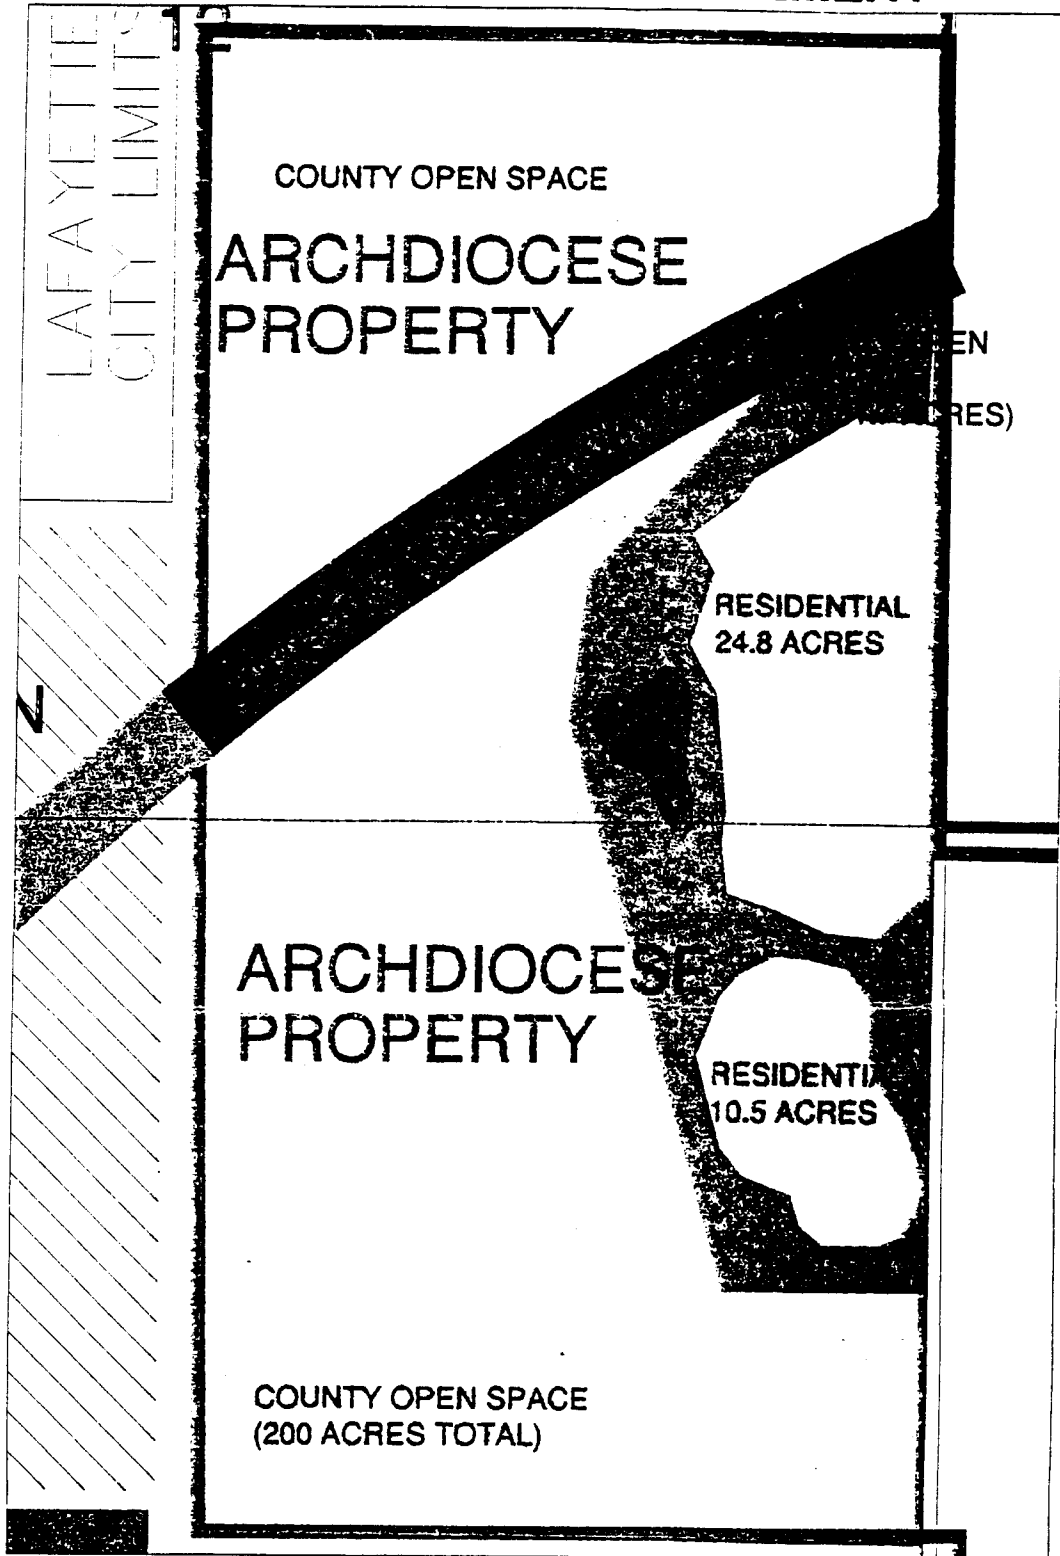 LAFAYETTE
CITY LIMITS
COUNTY OPEN SPACE
ARCHDIOCESE
PROPERTY
RESIDENTIAL
24.8 ACRES
ARCHDIOCESE
PROPERTY
RESIDENTIA
10.5 ACRES
COUNTY OPEN SPACE
(200 ACRES TOTAL)